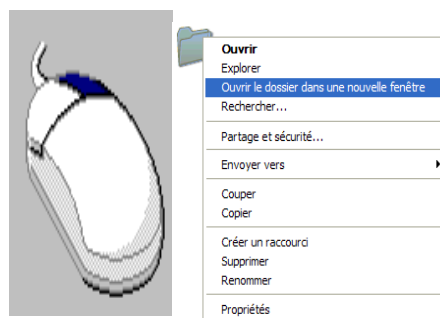 Ouvrir
Explorer
Ouvrir le dossier dans une nouvelle fenêtre
Rechercher...
Partage et sécurité...
Envoyer vers
Couper
Copier
Créer un raccourci
Supprimer
Renommer
Propriétés